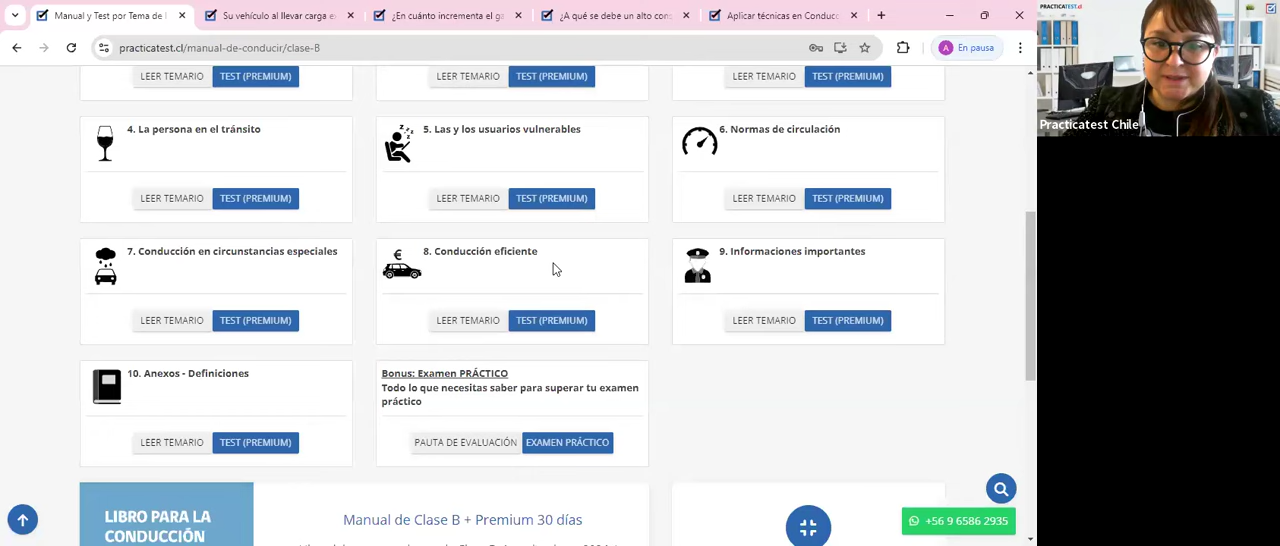 Manual y Test por Tema de l
Su vehículo al llevar carga ex
¿En cuánto incrementa el ga
¿A qué se debe un alto cons
Aplicar técnicas en Conducc
practicatest.cl/manual-de-conducir/clase-B
A
En pausa
PRACTICATEST.cl
Practicatest Chile
LEER TEMARIO TEST (PREMIUM)
LEER TEMARIO TEST (PREMIUM)
LEER TEMARIO TEST (PREMIUM)
4. La persona en el tránsito
LEER TEMARIO TEST (PREMIUM)
5. Las y los usuarios vulnerables
LEER TEMARIO TEST (PREMIUM)
6. Normas de circulación
LEER TEMARIO TEST (PREMIUM)
7. Conducción en circunstancias especiales
LEER TEMARIO TEST (PREMIUM)
€
8. Conducción eficiente
LEER TEMARIO TEST (PREMIUM)
9. Informaciones importantes
LEER TEMARIO TEST (PREMIUM)
10. Anexos - Definiciones
LEER TEMARIO TEST (PREMIUM)
Bonus: Examen PRÁCTICO
Todo lo que necesitas saber para superar tu examen
práctico
PAUTA DE EVALUACIÓN EXAMEN PRÁCTICO
LIBRO PARA LA
CONDUCCIÓN
Manual de Clase B + Premium 30 días
+56 9 6586 2935